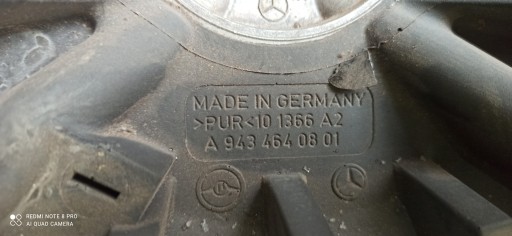 MADE IN GERMANY
>PUR<10 1366 A2
A 943 464 08 01
REDMI NOTE 8 PRO
AI QUAD CAMERA